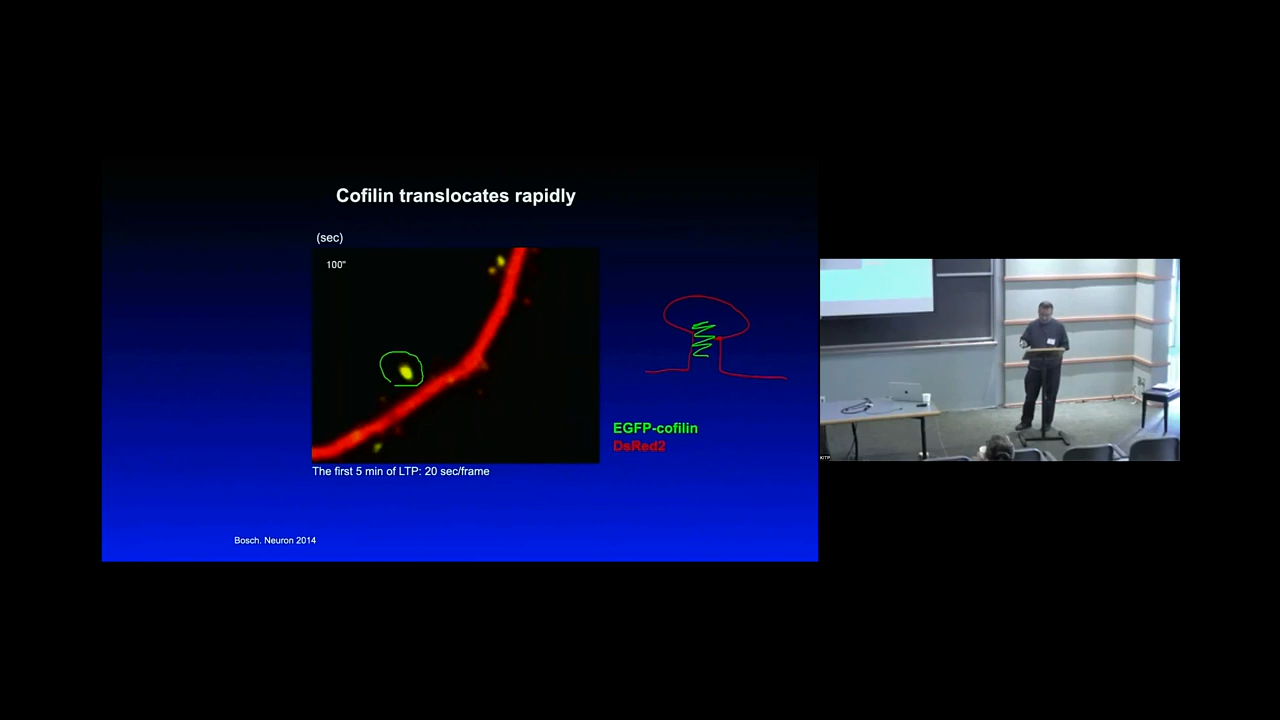 Cofilin translocates rapidly
(sec)
100"
EGFP-cofilin
DsRed2
The first 5 min of LTP: 20 sec/frame
Bosch. Neuron 2014
KITP